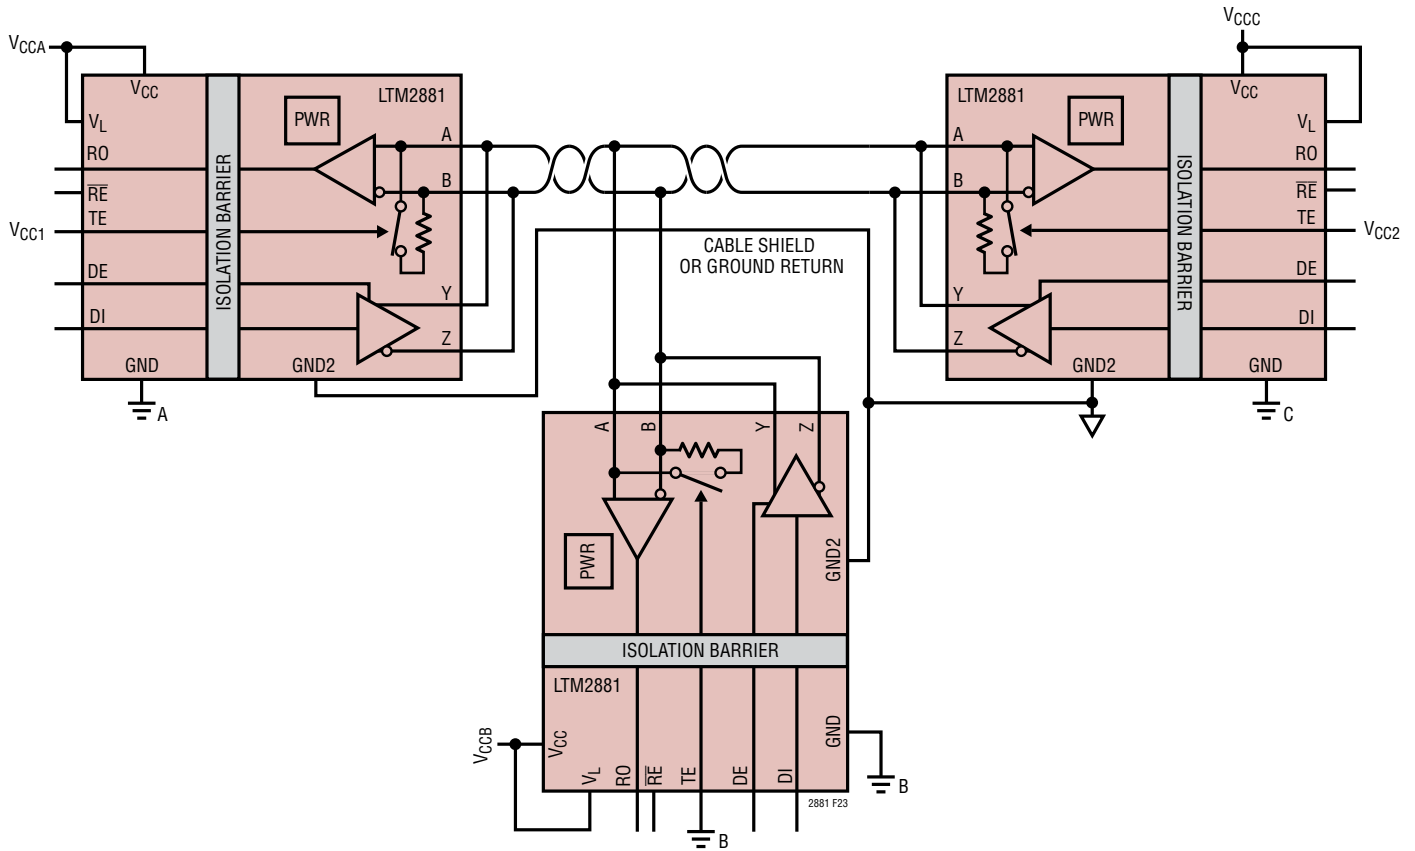 VCCA
VCC
LTM2881
PWR
VL
RO
RE
TE
VCC1
DE
DI
GND
GND2
A
B
Y
Z
ISOLATION BARRIER
A
CABLE SHIELD
OR GROUND RETURN
VCCC
VCC
LTM2881
PWR
A
B
Y
Z
VL
RO
RE
TE
VCC2
DE
DI
GND2
GND
ISOLATION BARRIER
C
A
B
Y
Z
PWR
GND2
ISOLATION BARRIER
LTM2881
VCCB
VCC
VL
RO
RE
TE
DE
DI
GND
B
B
2881 F23